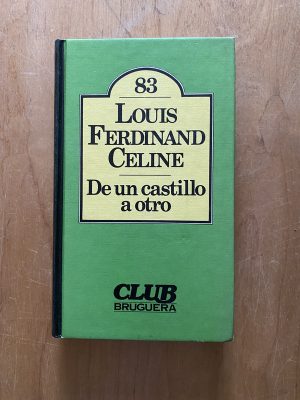 83
LOUIS
FERDINAND
CELINE
De un castillo
a otro
CLUB
BRUGUERA